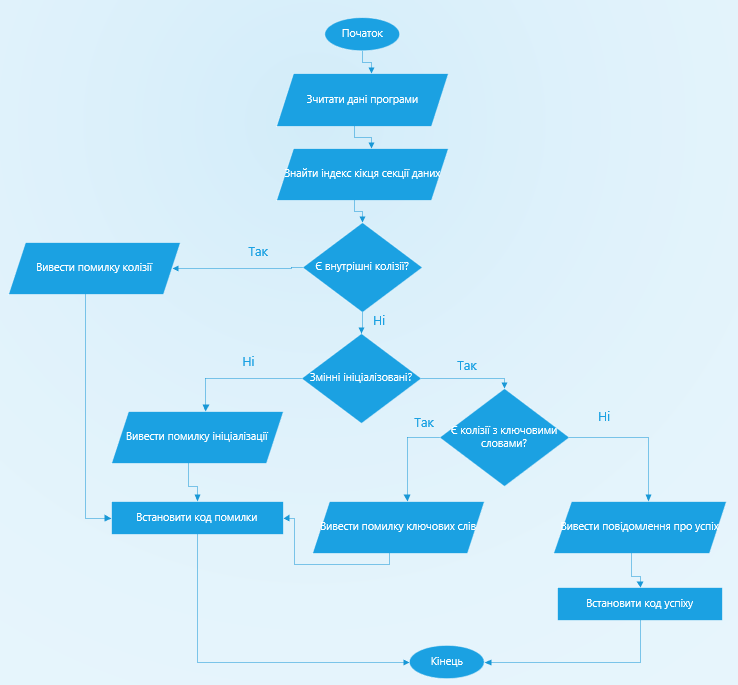 Початок
Зчитати дані програми
Знайти індекс кікця секції даних
Так
Є внутрішні колізії?
Вивести помилку колізії
Ні
Ні
Змінні ініціалізовані?
Так
Вивести помилку ініціалізації
Так
Є колізії з ключовими
словами?
Ні
Встановити код помилки
Вивести помилку ключових слів
Вивести повідомлення про успіх
Встановити код успіху
Кінець